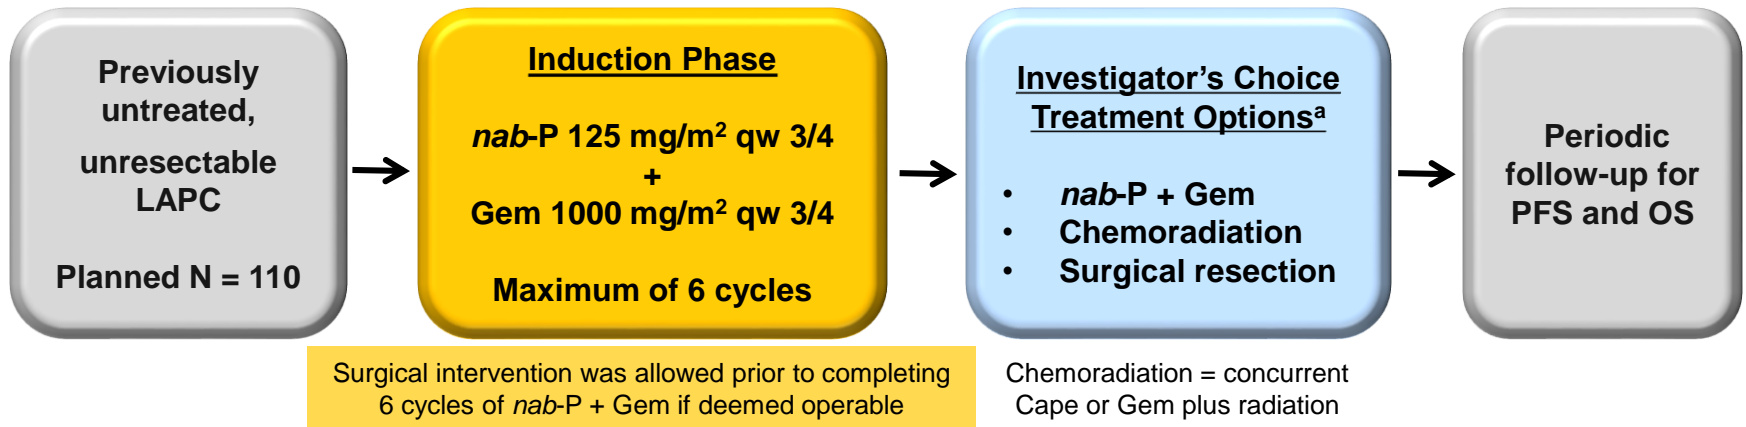 Previously
untreated,
unresectable
LAPC
Planned N = 110
Induction Phase
nab-P 125 mg/m² qw 3/4
+
Gem 1000 mg/m² qw 3/4
Maximum of 6 cycles
Surgical intervention was allowed prior to completing
6 cycles of nab-P + Gem if deemed operable
Investigator’s Choice
Treatment Optionsᵃ
• nab-P + Gem
• Chemoradiation
• Surgical resection
Chemoradiation = concurrent
Cape or Gem plus radiation
Periodic
follow-up for
PFS and OS